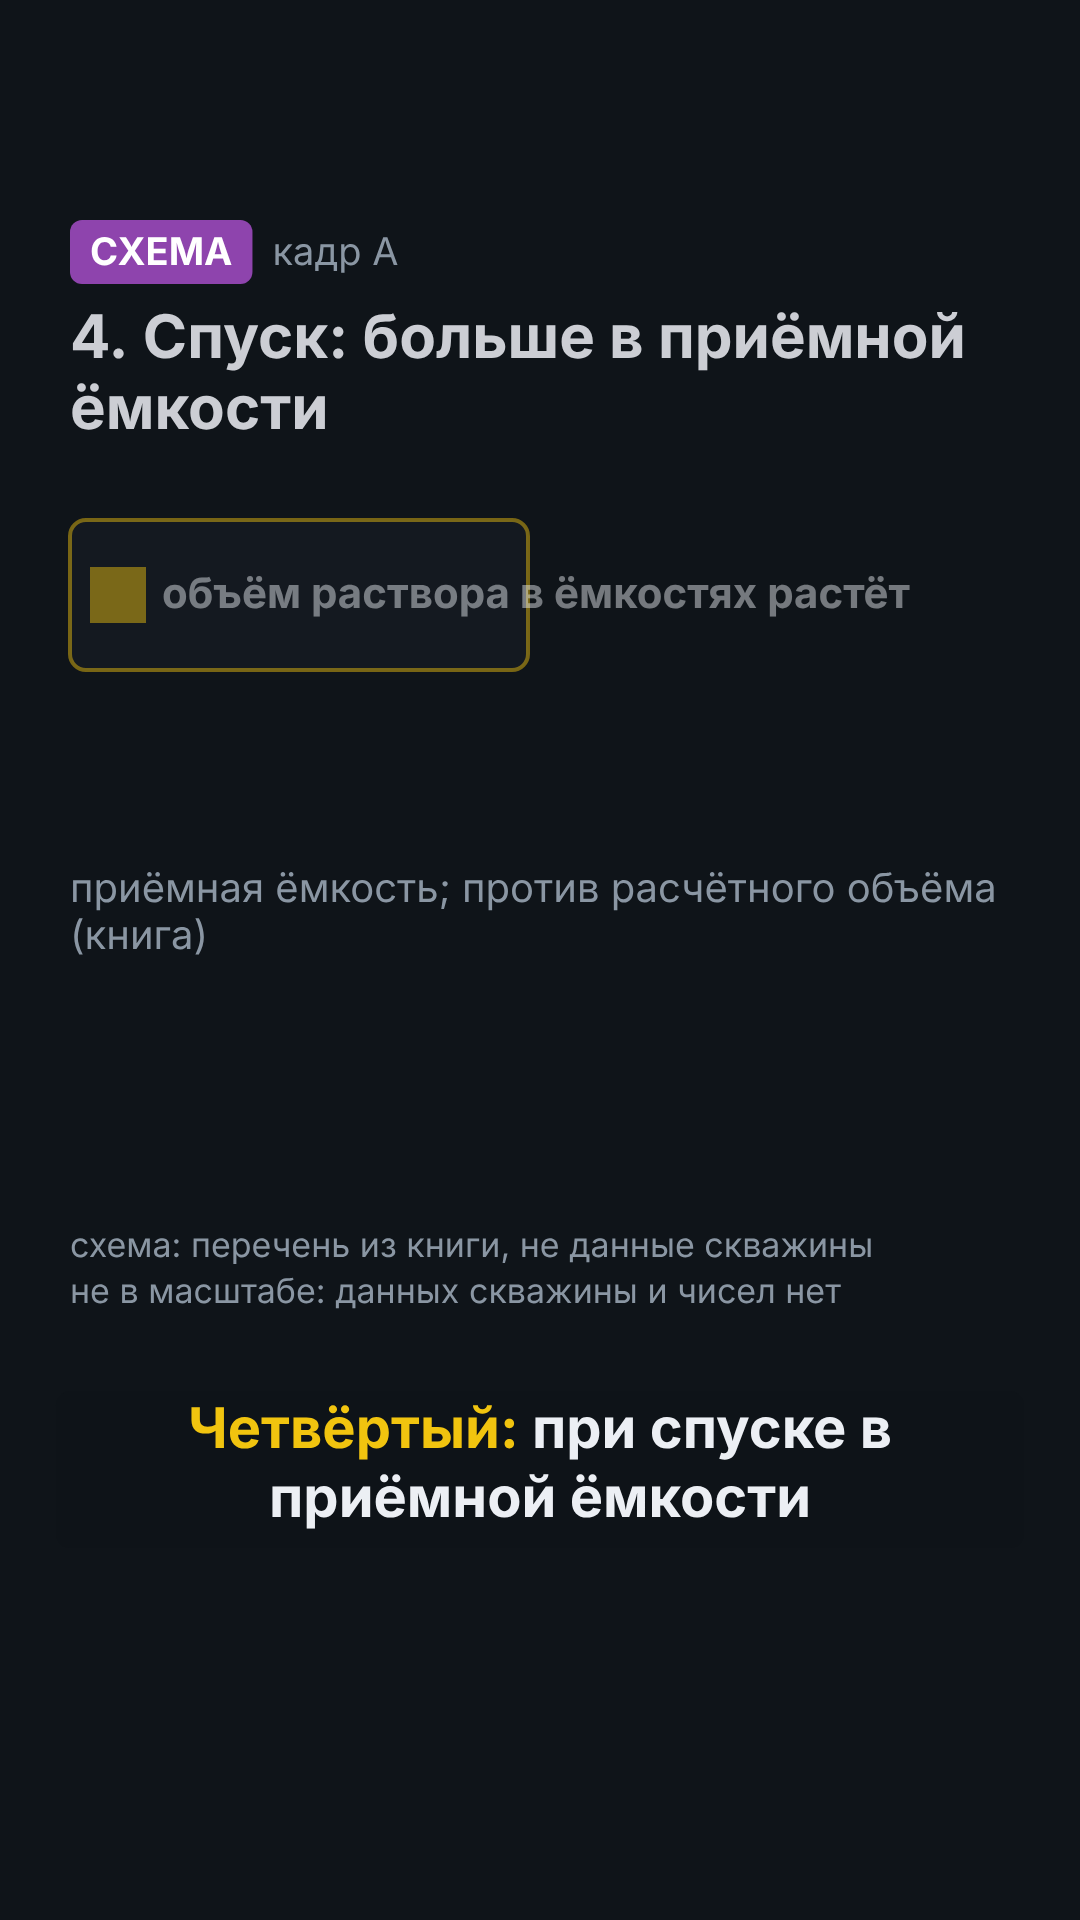 СХЕМА кадр А
4. Спуск: больше в приёмной
ёмкости
объём раствора в ёмкостях растёт
приёмная ёмкость; против расчётного объёма
(книга)
схема: перечень из книги, не данные скважины
не в масштабе: данных скважины и чисел нет
Четвёртый: при спуске в
приёмной ёмкости